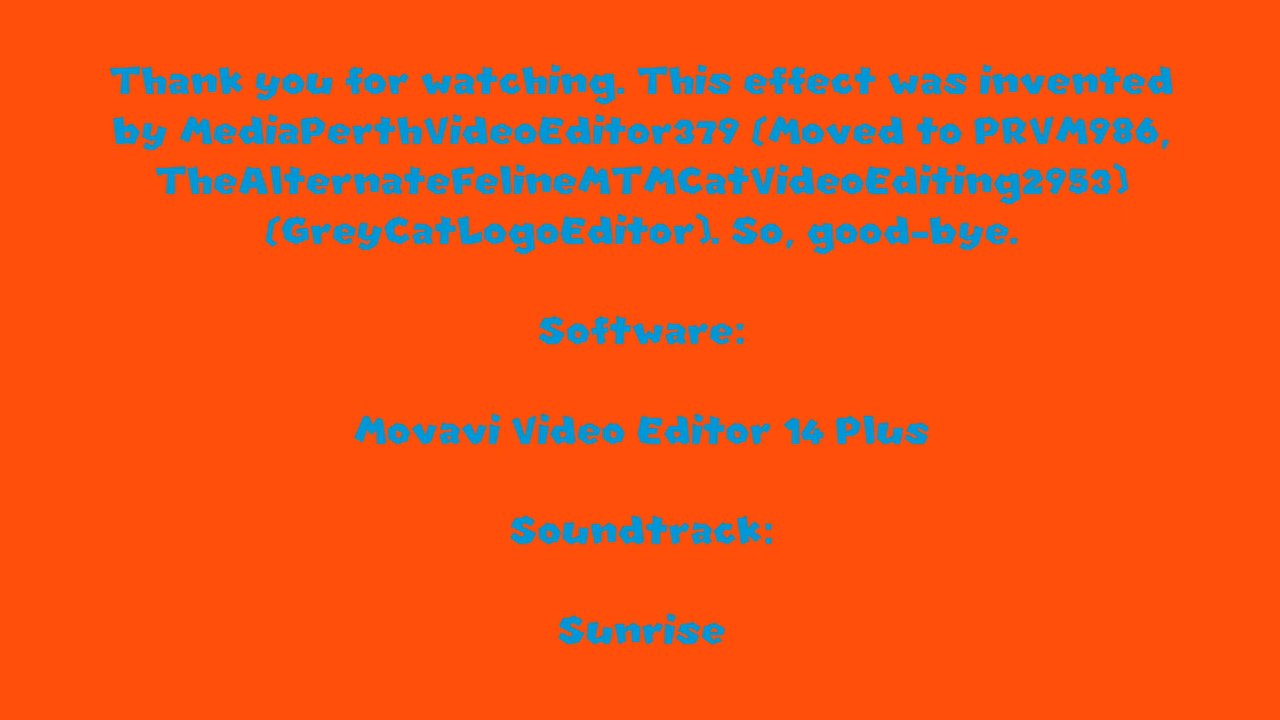 Thank you for watching. This effect was invented
by MediaPerthVideoEditor379 (Moved to PRVM986,
TheAlternateFelineMTMCatVideoEditing2953)
(GreyCatLogoEditor). So, good-bye.
Software:
Movavi Video Editor 14 Plus
Soundtrack:
Sunrise